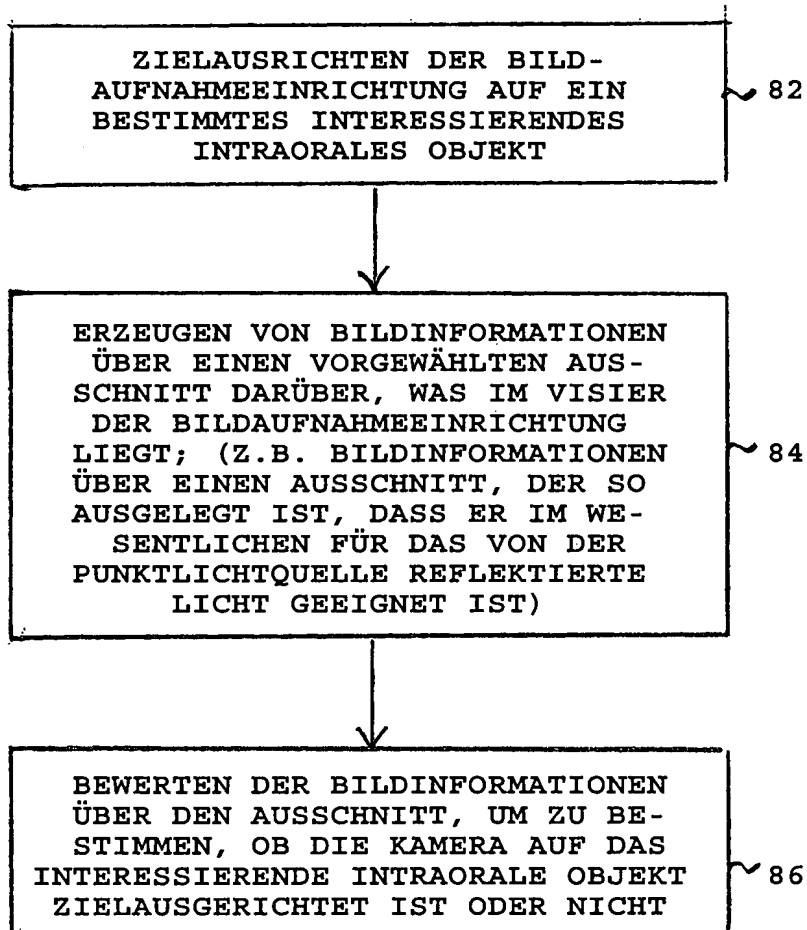 ZIELAUSRICHTEN DER BILD-
AUFNAHMEEINRICHTUNG AUF EIN
BESTIMMTES INTERESSIERENDES
INTRAORALES OBJEKT
82
ERZEUGEN VON BILDINFORMATIONEN
ÜBER EINEN VORGEWÄHLTEN AUS-
SCHNITT DARÜBER, WAS IM VISIER
DER BILDAUFNAHMEEINRICHTUNG
LIEGT; (Z.B. BILDINFORMATIONEN
ÜBER EINEN AUSSCHNITT, DER SO
AUSGELEGT IST, DASS ER IM WE-
SENTLICHEN FÜR DAS VON DER
PUNKTLICHTQUELLE REFLEKTIERTE
LICHT GEEIGNET IST)
84
BEWERTEN DER BILDINFORMATIONEN
ÜBER DEN AUSSCHNITT, UM ZU BE-
STIMMEN, OB DIE KAMERA AUF DAS
INTERESSIERENDE INTRAORALE OBJEKT
ZIELAUSGERICHTET IST ODER NICHT
86